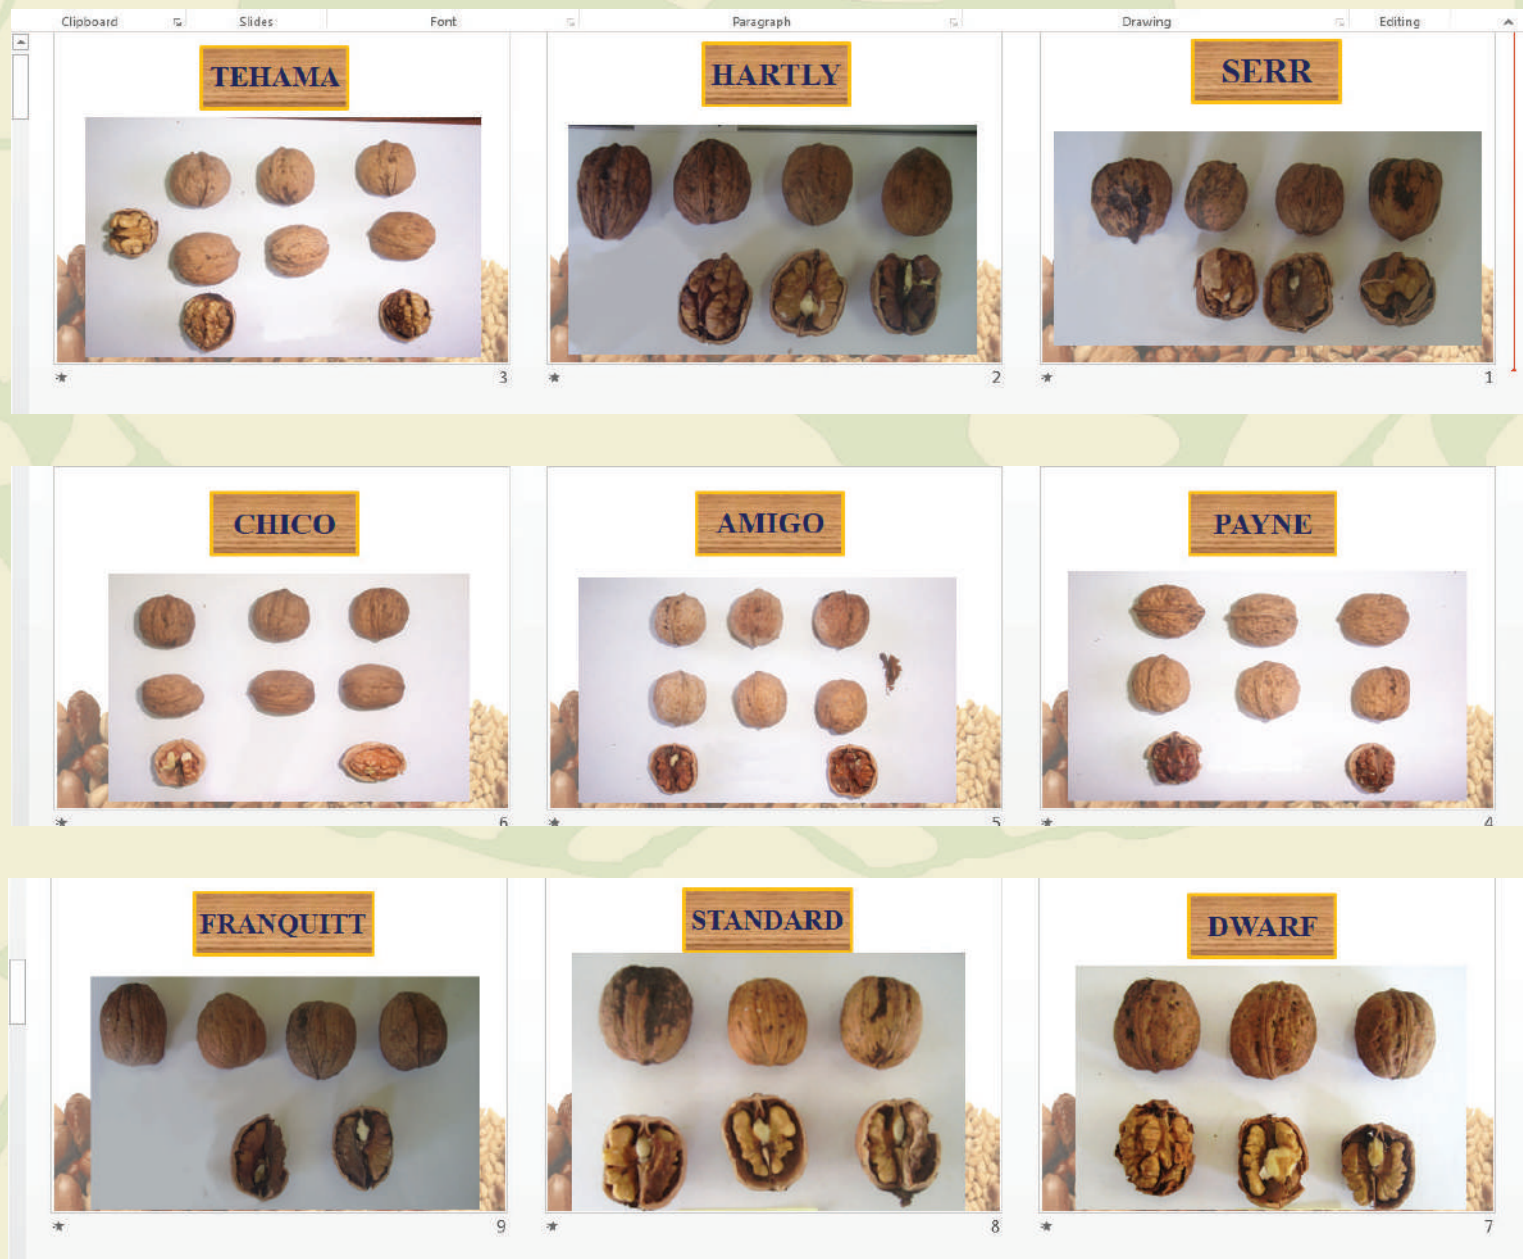 Clipboard Slides Font Paragraph Drawing Editing
TEHAMA HARTLY SERR
3 2 1
CHICO AMIGO PAYNE
6 5 4
FRANQUITT STANDARD DWARF
9 8 7